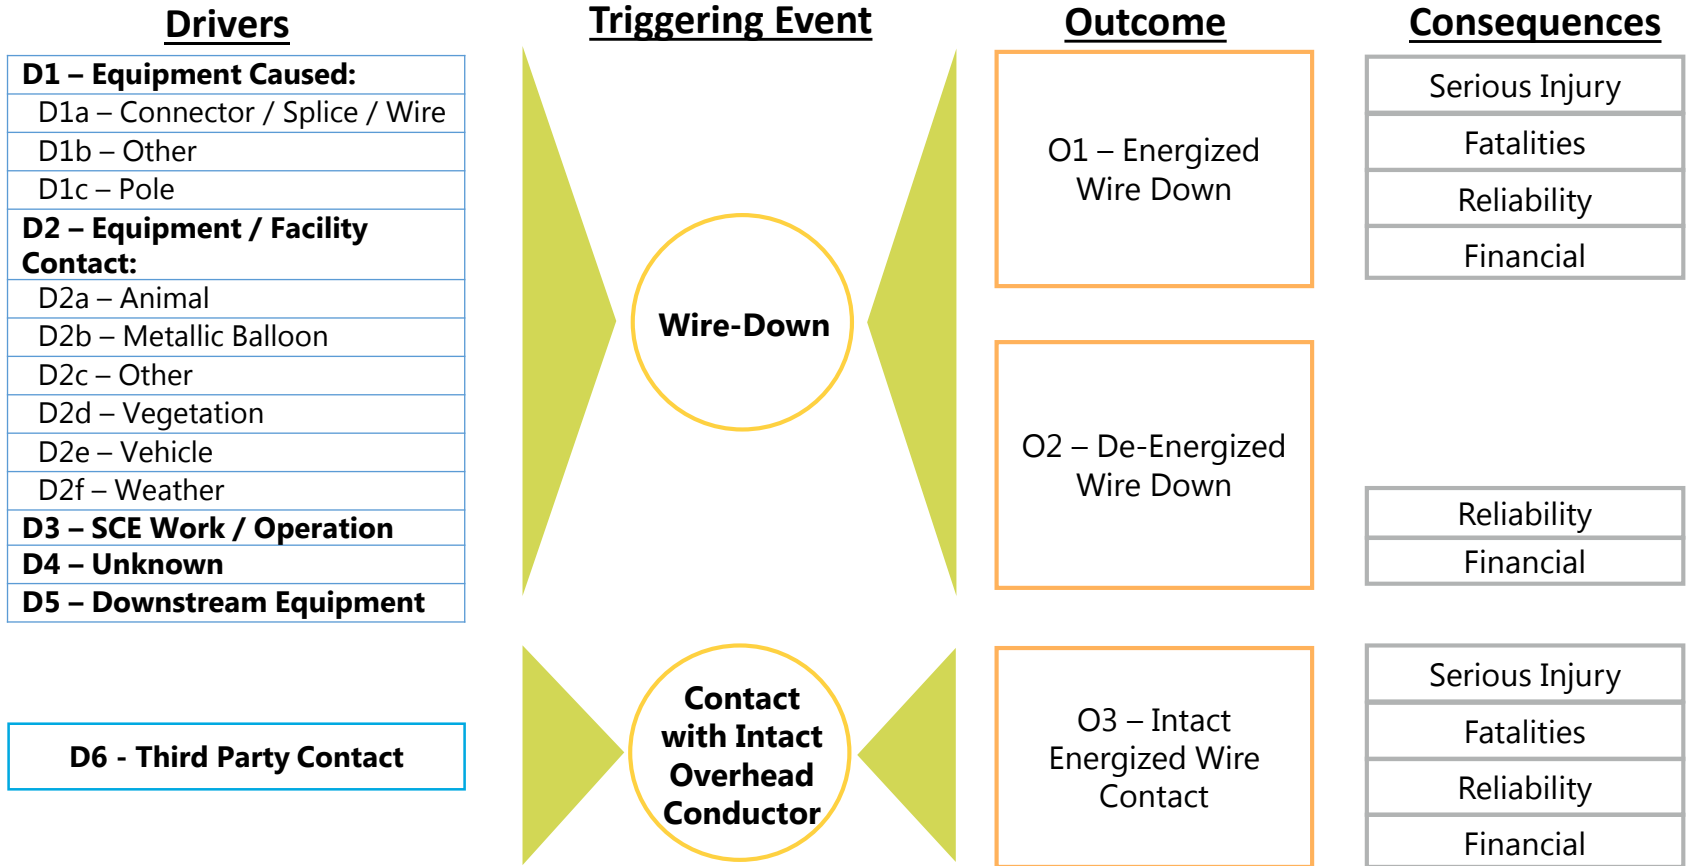 Drivers
Triggering Event
Outcome
Consequences
D1 – Equipment Caused:
D1a – Connector / Splice / Wire
D1b – Other
D1c – Pole
D2 – Equipment / Facility
Contact:
D2a – Animal
D2b – Metallic Balloon
D2c – Other
D2d – Vegetation
D2e – Vehicle
D2f – Weather
D3 – SCE Work / Operation
D4 – Unknown
D5 – Downstream Equipment
Wire-Down
O1 – Energized
Wire Down
Serious Injury
Fatalities
Reliability
Financial
O2 – De-Energized
Wire Down
Reliability
Financial
D6 - Third Party Contact
Contact
with Intact
Overhead
Conductor
O3 – Intact
Energized Wire
Contact
Serious Injury
Fatalities
Reliability
Financial